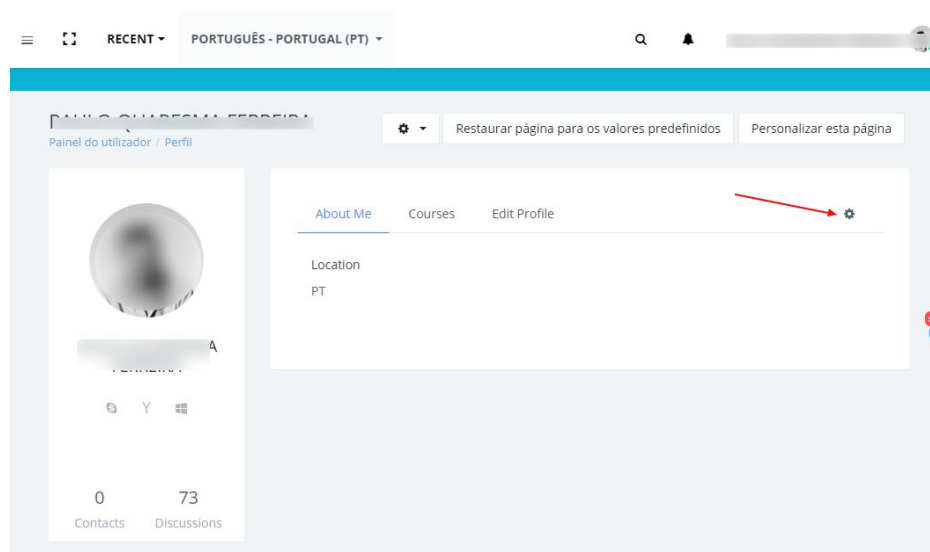 RECENT PORTUGUÊS - PORTUGAL (PT)
Restaurar página para os valores predefinidos Personalizar esta página
Painel do utilizador / Perfil
About Me Courses Edit Profile
Location
PT
0 73
Contacts Discussions